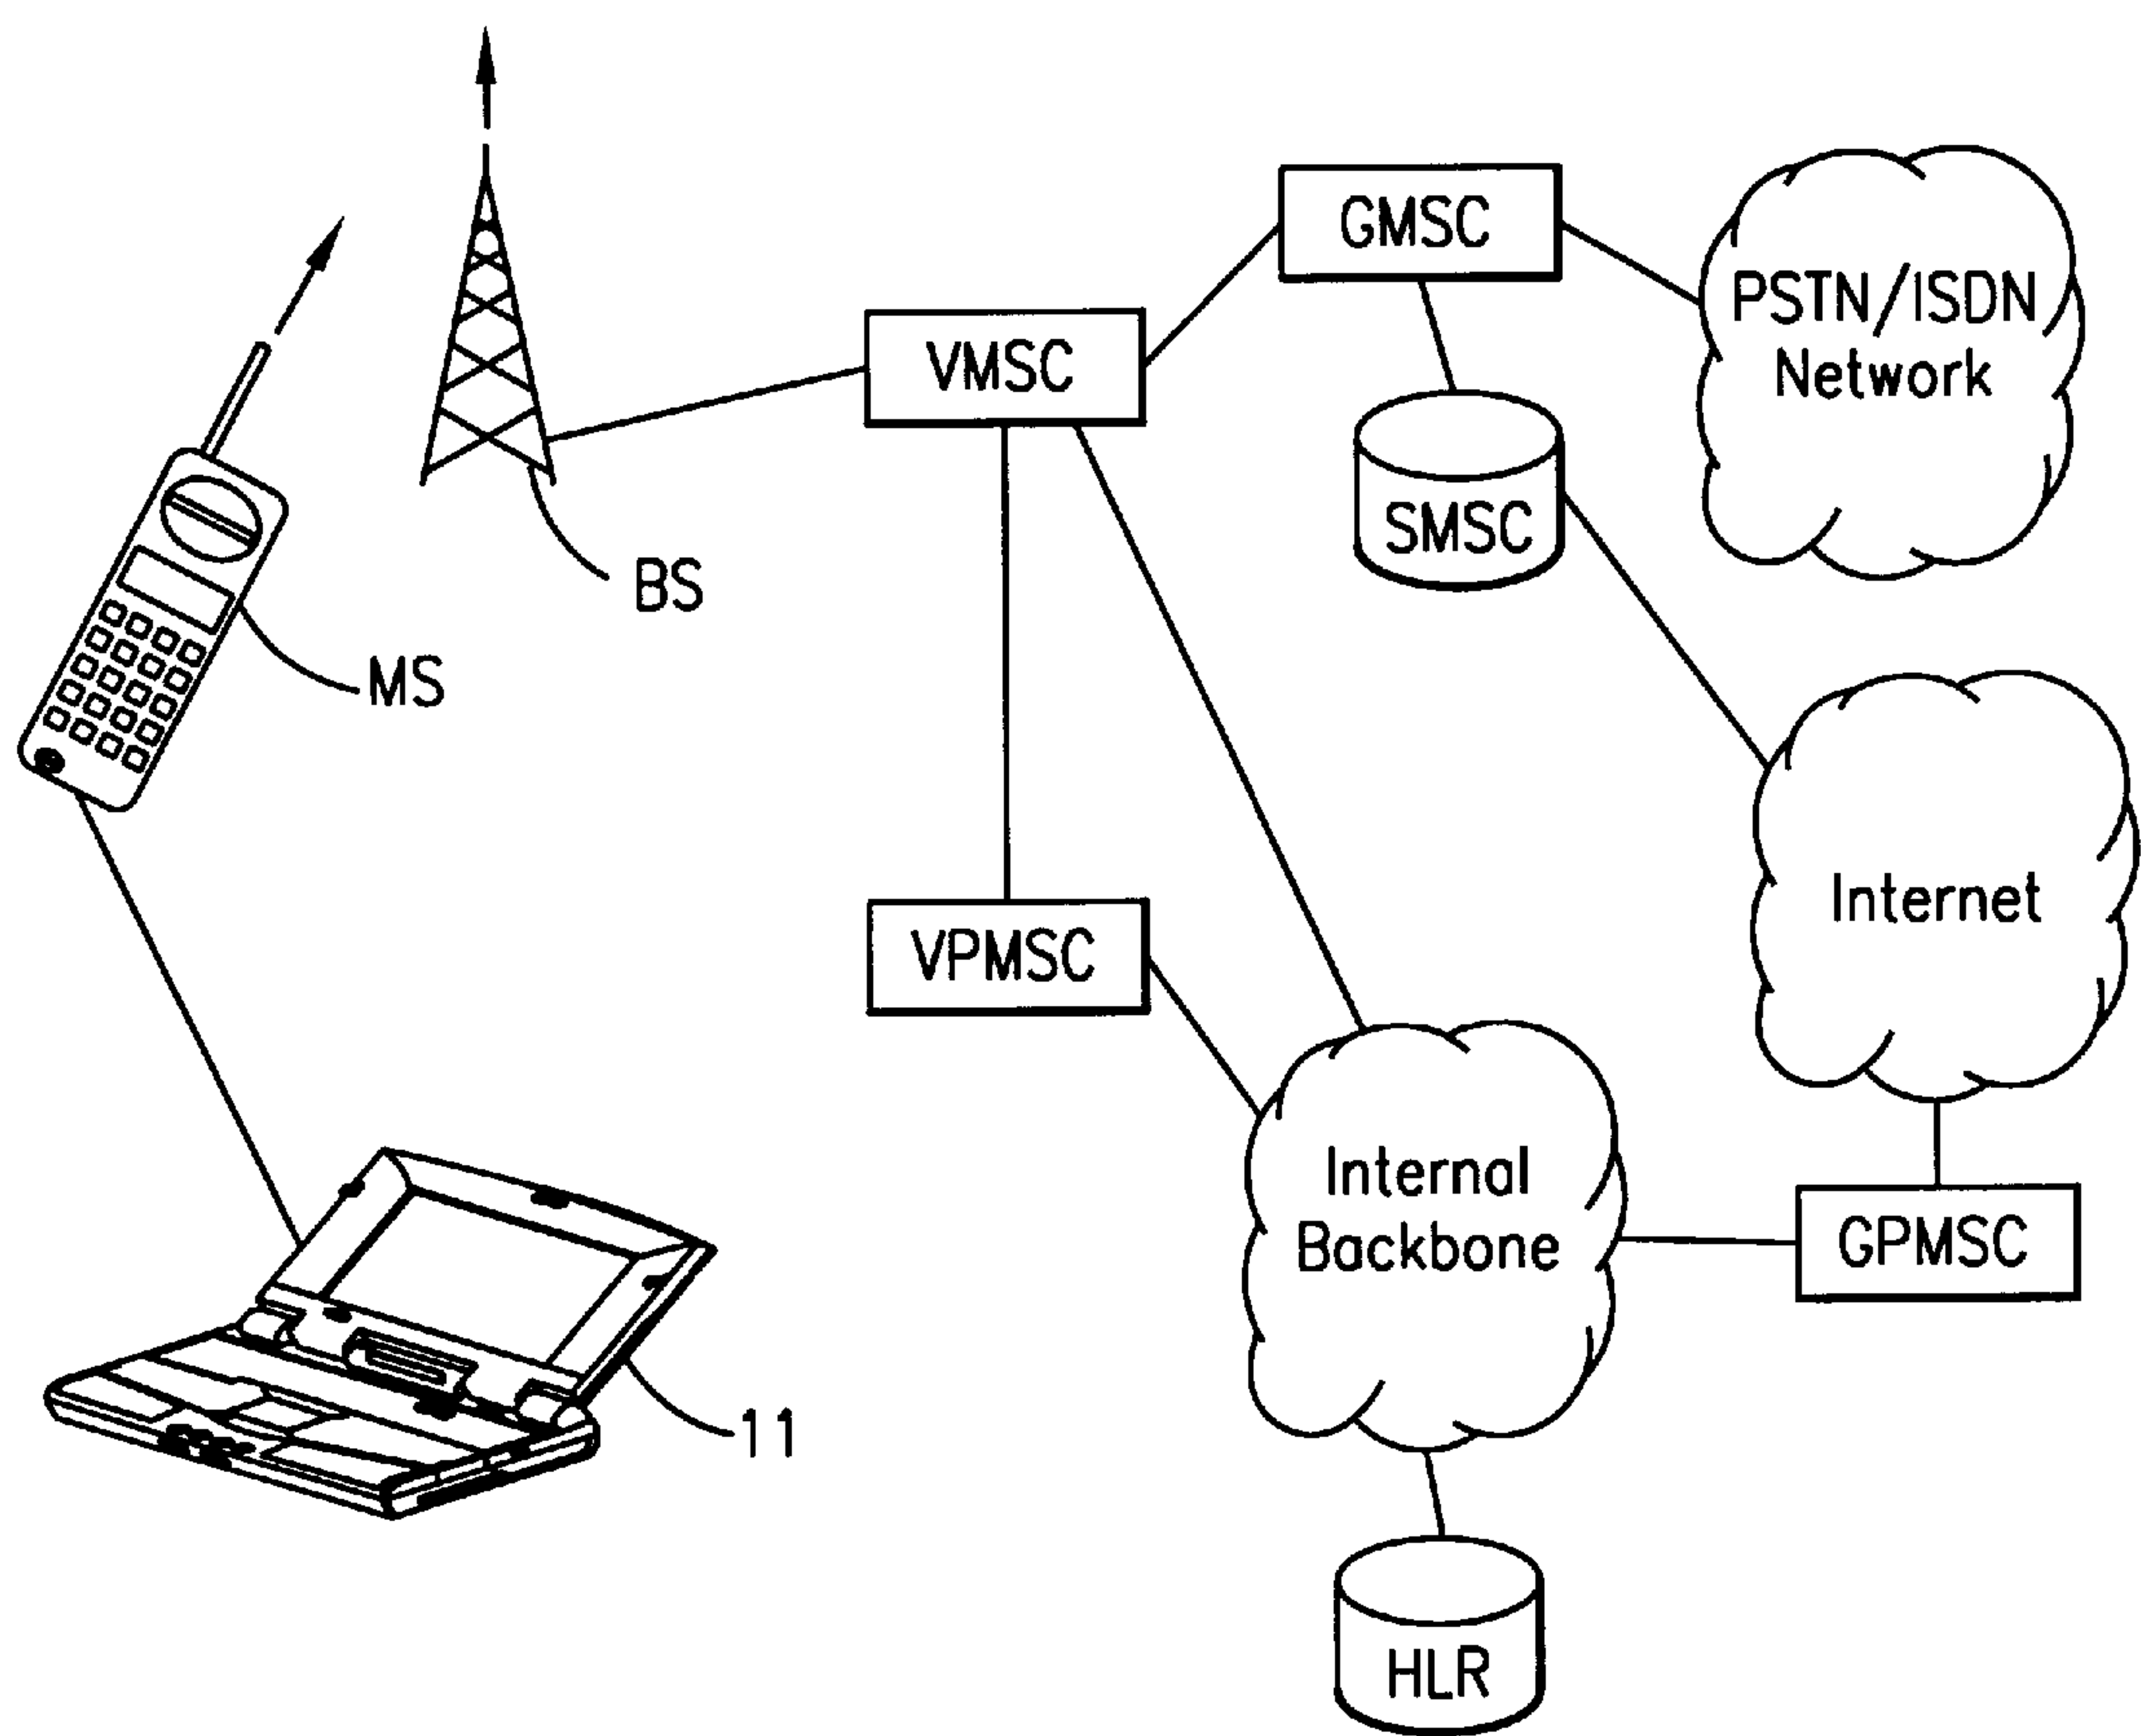 GMSC
PSTN/ISDN
Network
VMSC
SMSC
BS
MS
Internet
VPMSC
Internal
Backbone
GPMSC
11
HLR